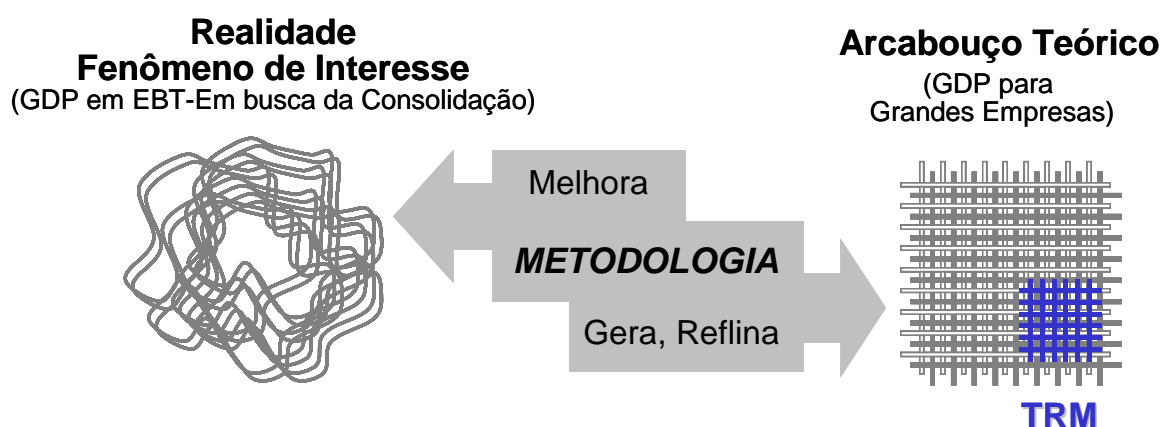 Realidade
Fenômeno de Interesse
(GDP em EBT-Em busca da Consolidação)
Arcabouço Teórico
(GDP para
Grandes Empresas)
Melhora
METODOLOGIA
Gera, Reflina
TRM